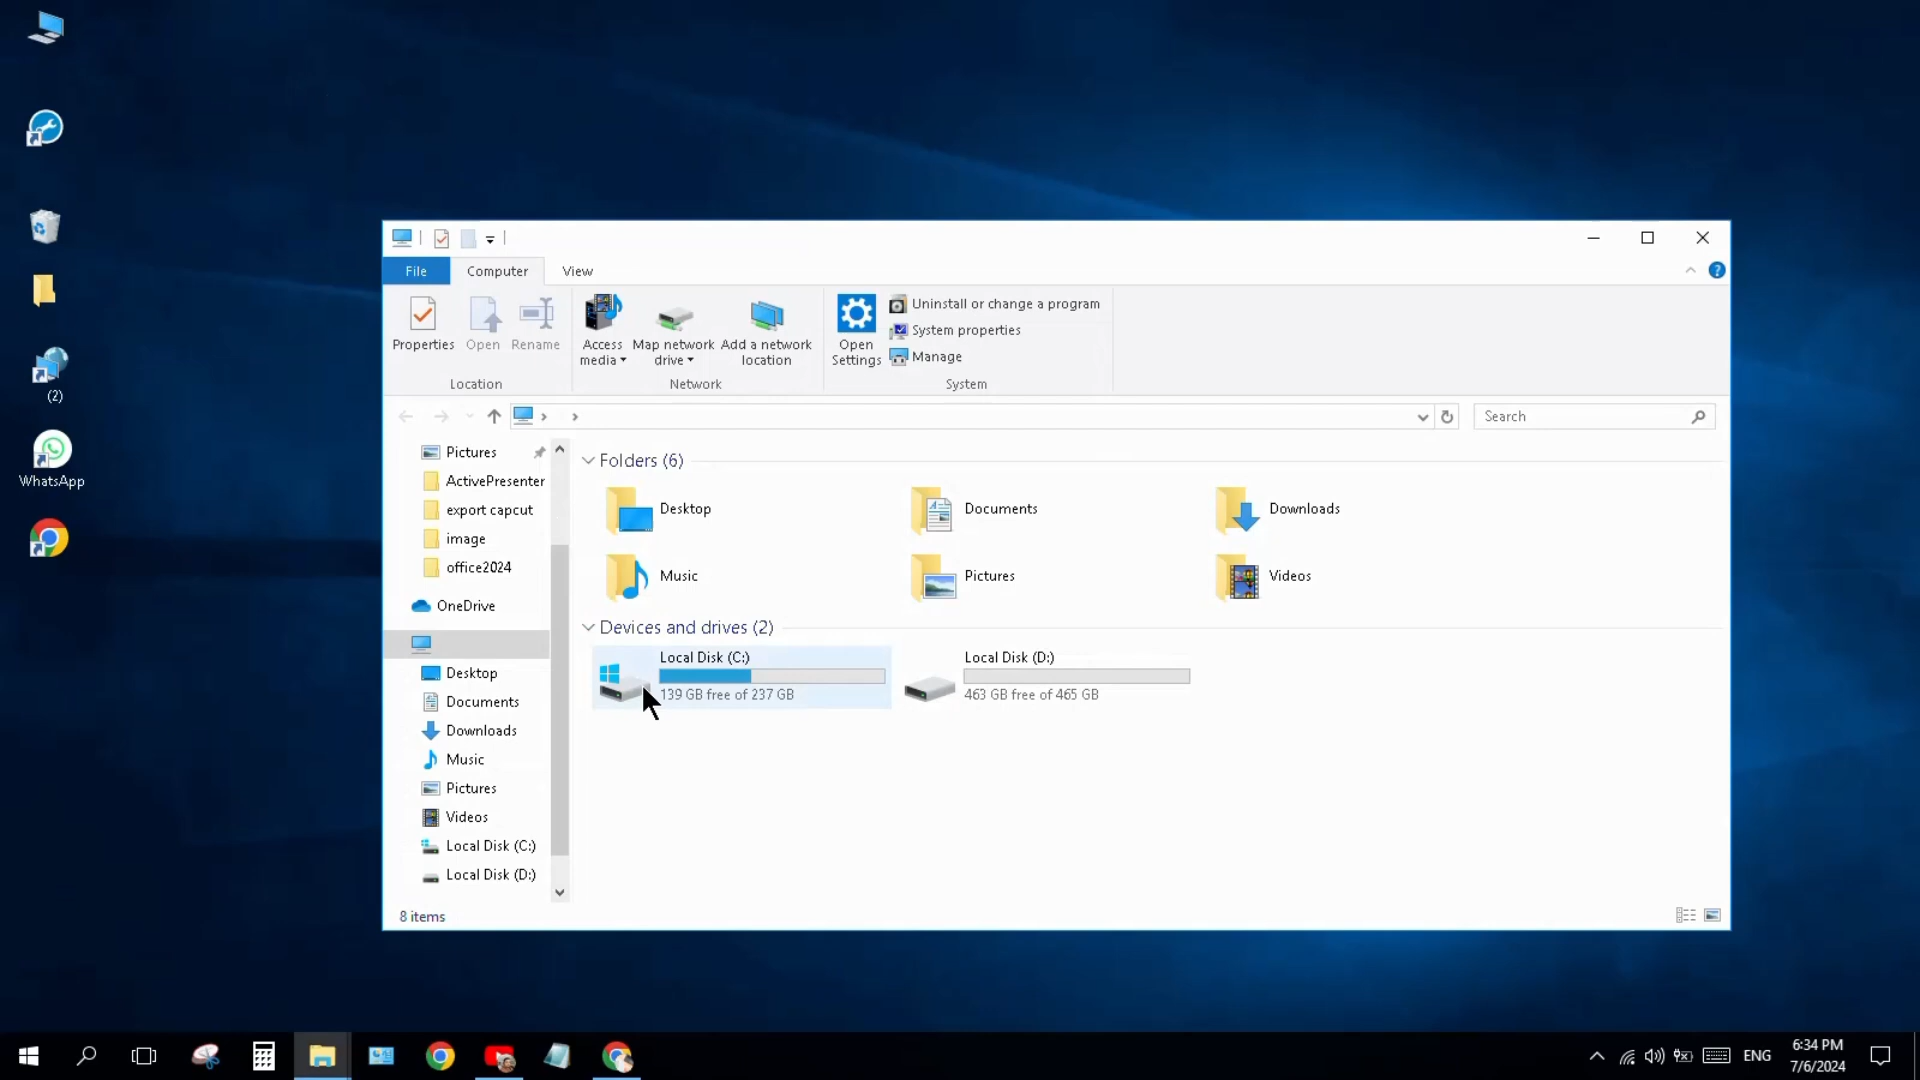 (2)
WhatsApp
File
Computer
View
Properties
Open
Rename
Location
Access
media
Map network
drive
Add a network
location
Network
Open
Settings
Uninstall or change a program
System properties
Manage
System
Search
Pictures
ActivePresenter
export capcut
image
office2024
OneDrive
Desktop
Documents
Downloads
Music
Pictures
Videos
Local Disk (C:)
Local Disk (D:)
Folders (6)
Desktop
Documents
Downloads
Music
Pictures
Videos
Devices and drives (2)
Local Disk (C:)
139 GB free of 237 GB
Local Disk (D:)
463 GB free of 465 GB
8 items
ENG
6:34 PM
7/6/2024